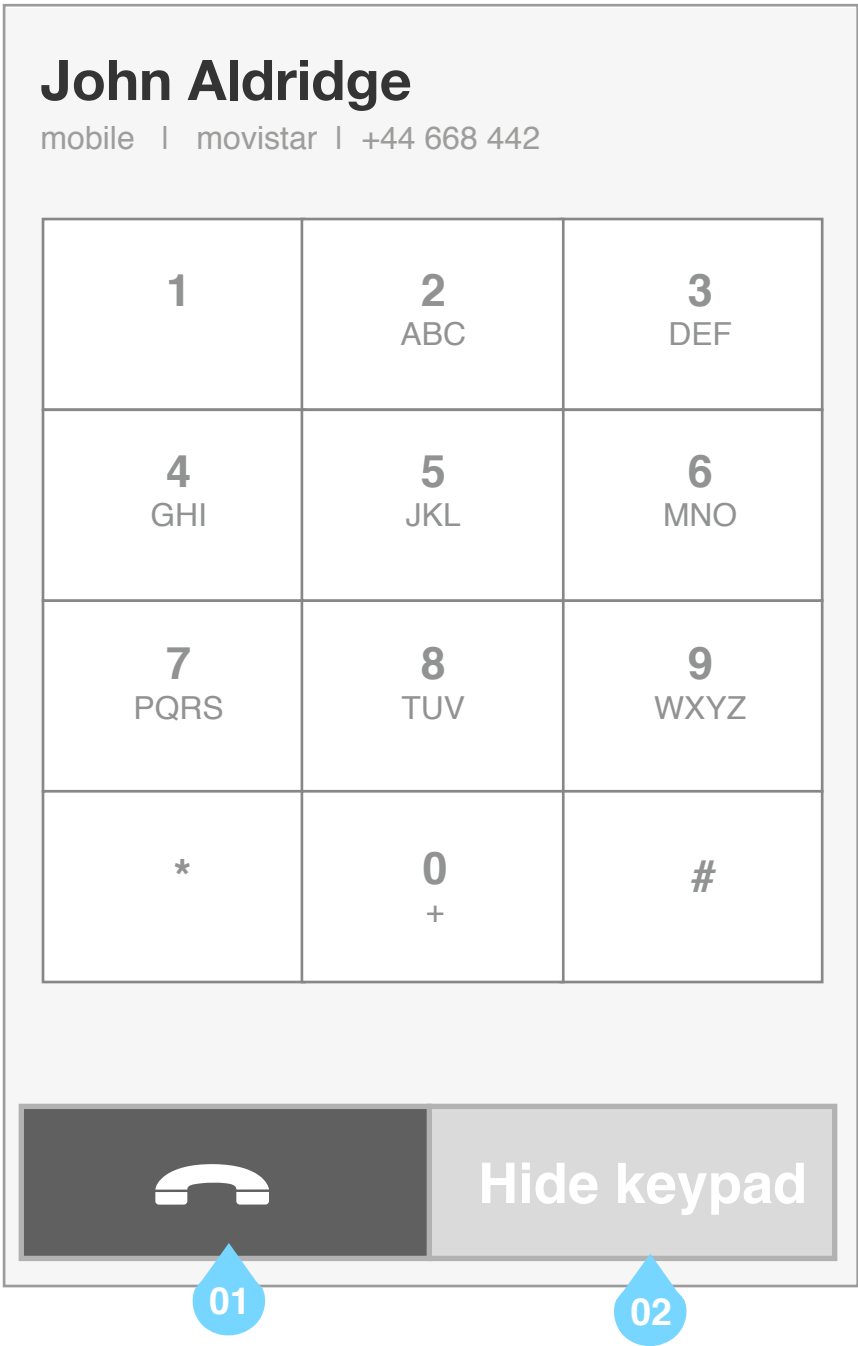 John Aldridge
mobile l movistar l +44 668 442
1 2 3
ABC DEF
4 5 6
GHI JKL MNO
7 8 9
PQRS TUV WXYZ
* 0 #
+
Hide keypad
01 02